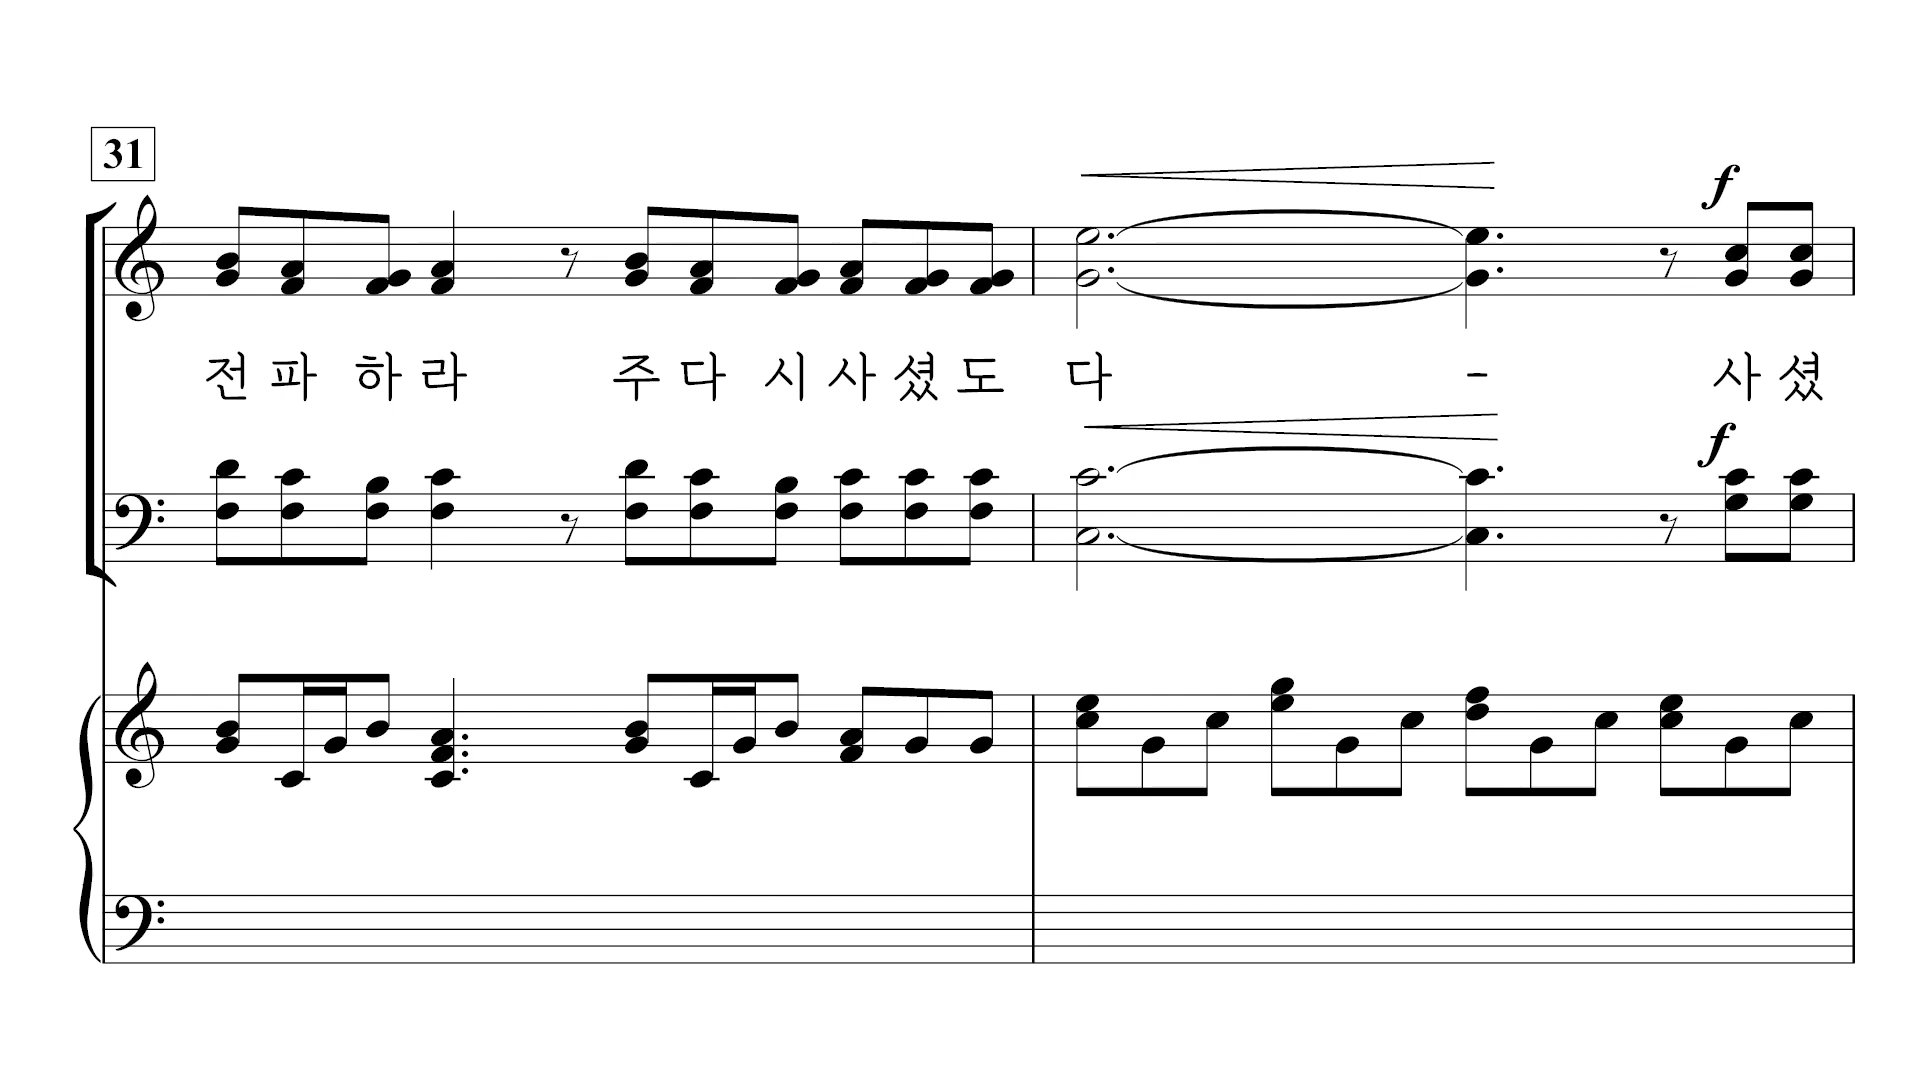 31
f
전 파 하 라 주 다 시 사 셨 도 다 - 사 셨
f